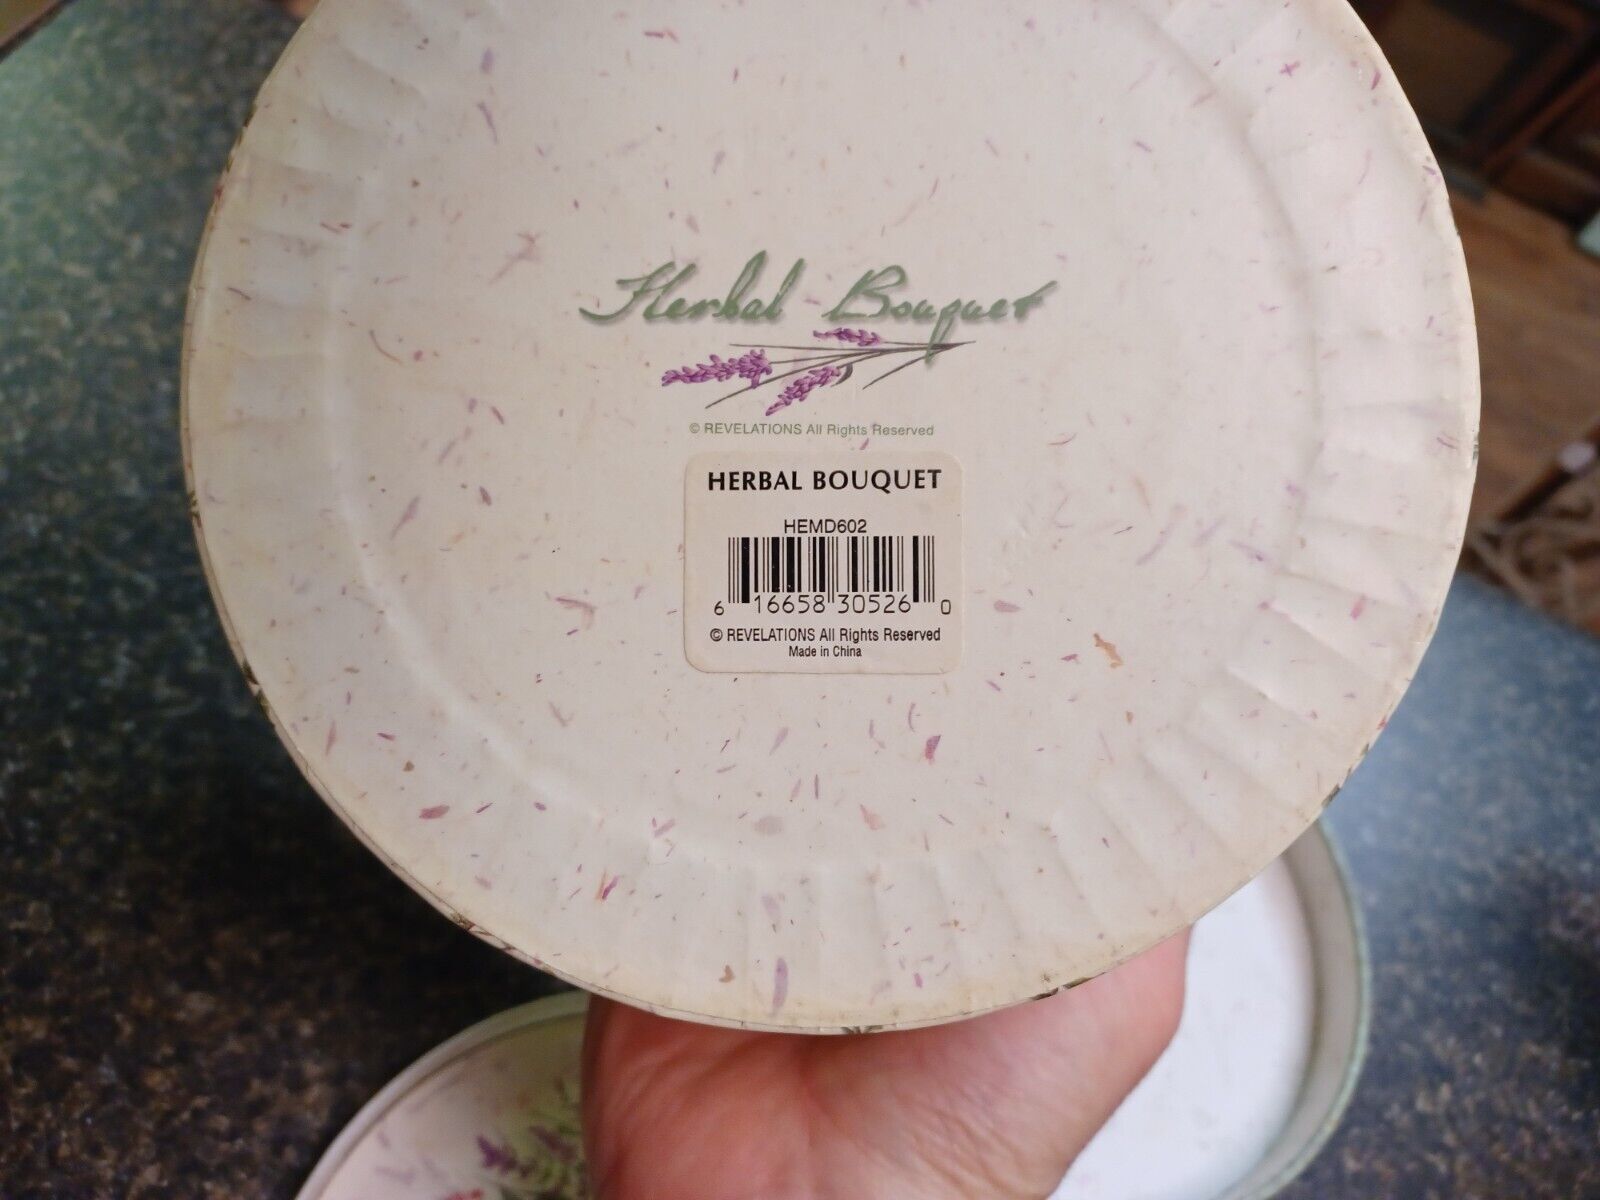 Herbal Bouquet
© REVELATIONS All Rights Reserved
HERBAL BOUQUET
HEMD602
6 16658 30526 0
© REVELATIONS All Rights Reserved
Made in China